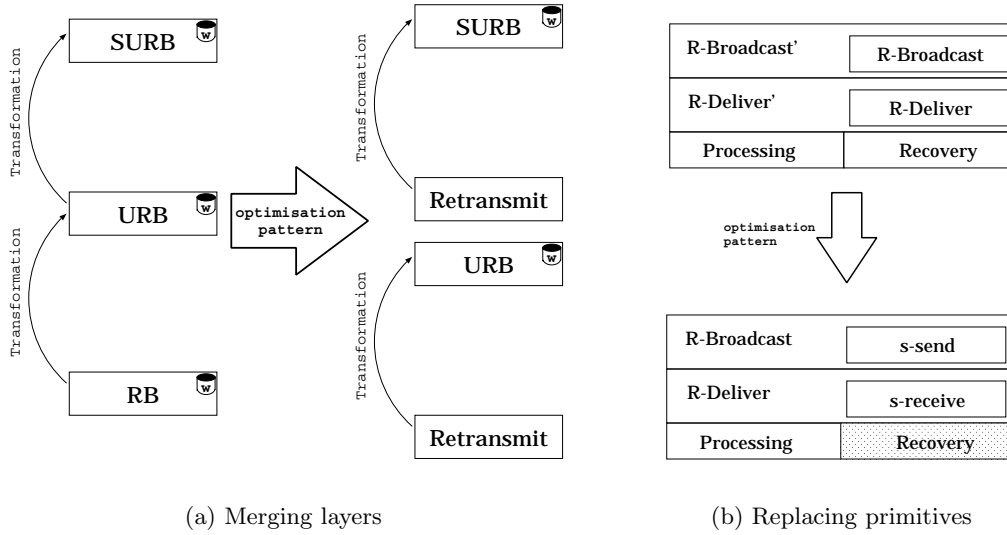 SURB
W
Transformation
URB
W
Transformation
RB
W
optimisation
pattern
SURB
W
Transformation
Retransmit
URB
W
Transformation
Retransmit
(a) Merging layers
R-Broadcast'
R-Broadcast
R-Deliver'
R-Deliver
Processing
Recovery
optimisation
pattern
R-Broadcast
s-send
R-Deliver
s-receive
Processing
Recovery
(b) Replacing primitives